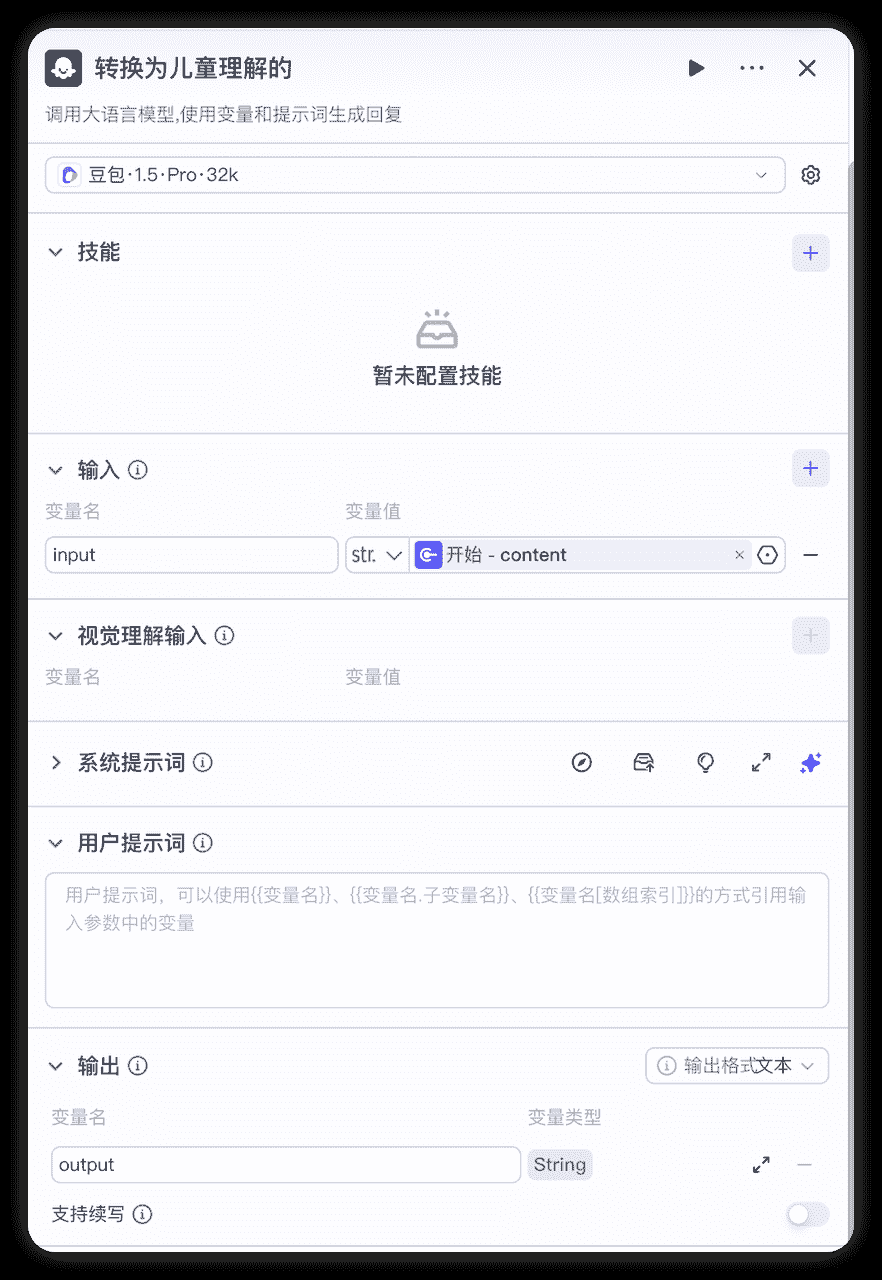 转换为儿童理解的
调用大语言模型,使用变量和提示词生成回复
豆包·1.5·Pro·32k
技能
暂未配置技能
输入
变量名 变量值
input str. 开始 - content
视觉理解输入
变量名 变量值
系统提示词
用户提示词
用户提示词，可以使用{{变量名}}、{{变量名.子变量名}}、{{变量名[数组索引]}}的方式引用输
入参数中的变量
输出 输出格式文本
变量名 变量类型
output String
支持续写